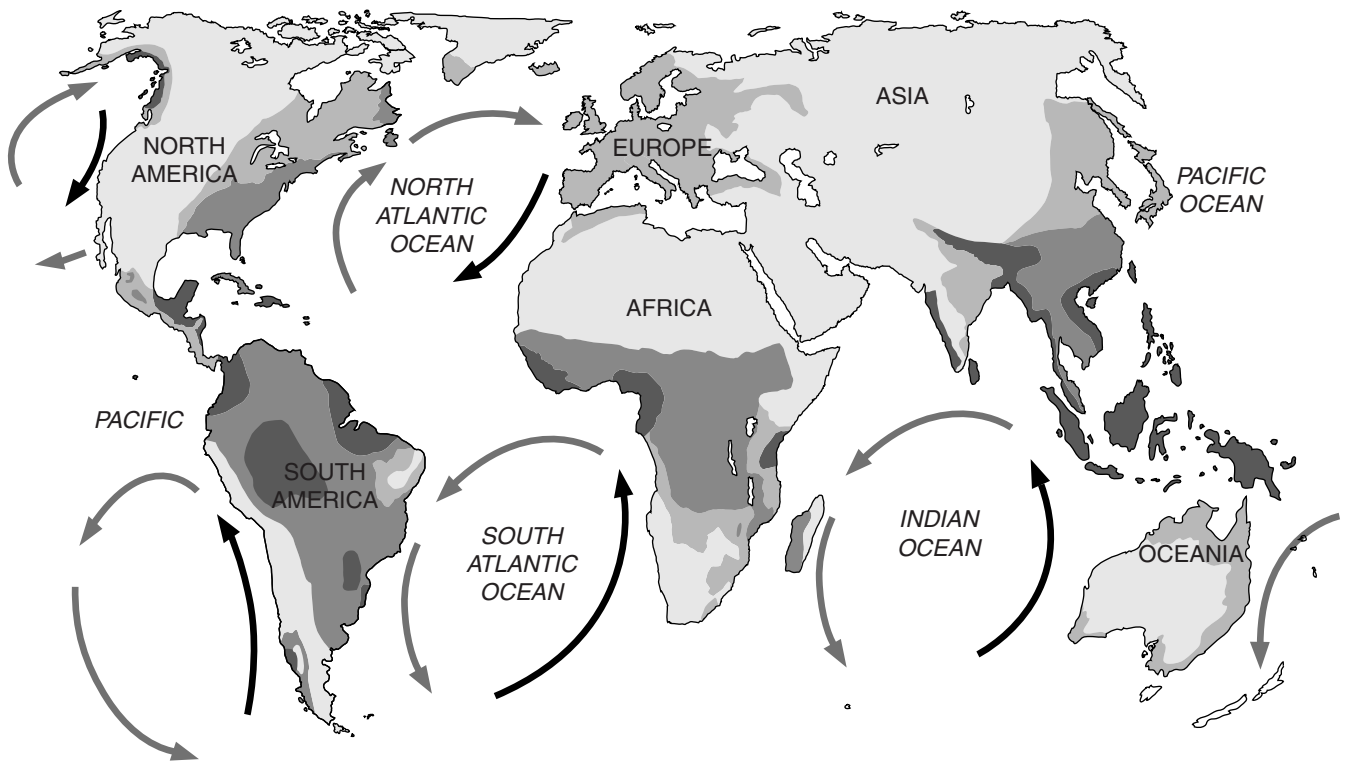 ASIA
NORTH
AMERICA
EUROPE
PACIFIC
OCEAN
NORTH
ATLANTIC
OCEAN
AFRICA
PACIFIC
SOUTH
AMERICA
SOUTH
ATLANTIC
OCEAN
INDIAN
OCEAN
OCEANIA